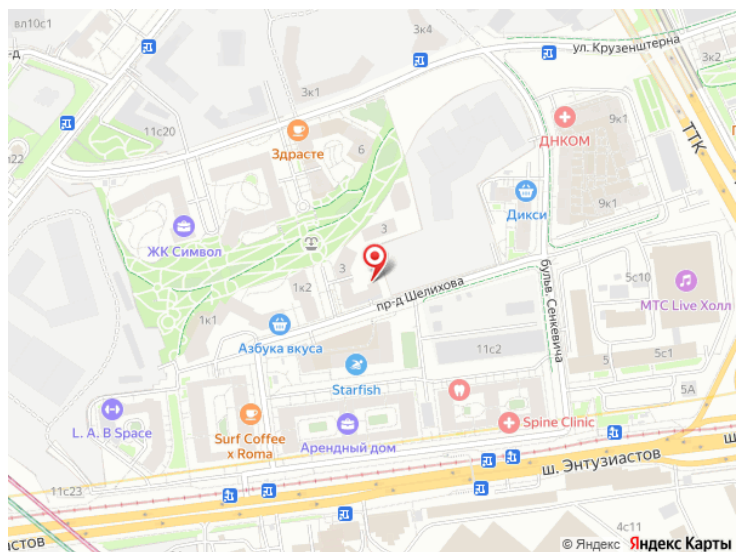 вл10с1
3к4
ул. Крузенштерна
3к2
3к1
11с20
ДНКОМ
9к1
ТТК
Здрасте
6
Дикси
9к1
ЖК Символ
3
3
5с10
МТС Live Холл
1к2
пр-д Шелихова
бульв. Сенкевича
1к1
Азбука вкуса
11с2
5с1
Starfish
5А
L. A. B Space
Surf Coffee
x Roma
Арендный дом
Spine Clinic
ш. Энтузиастов
11с23
4с11
© Яндекс Яндекс Карты